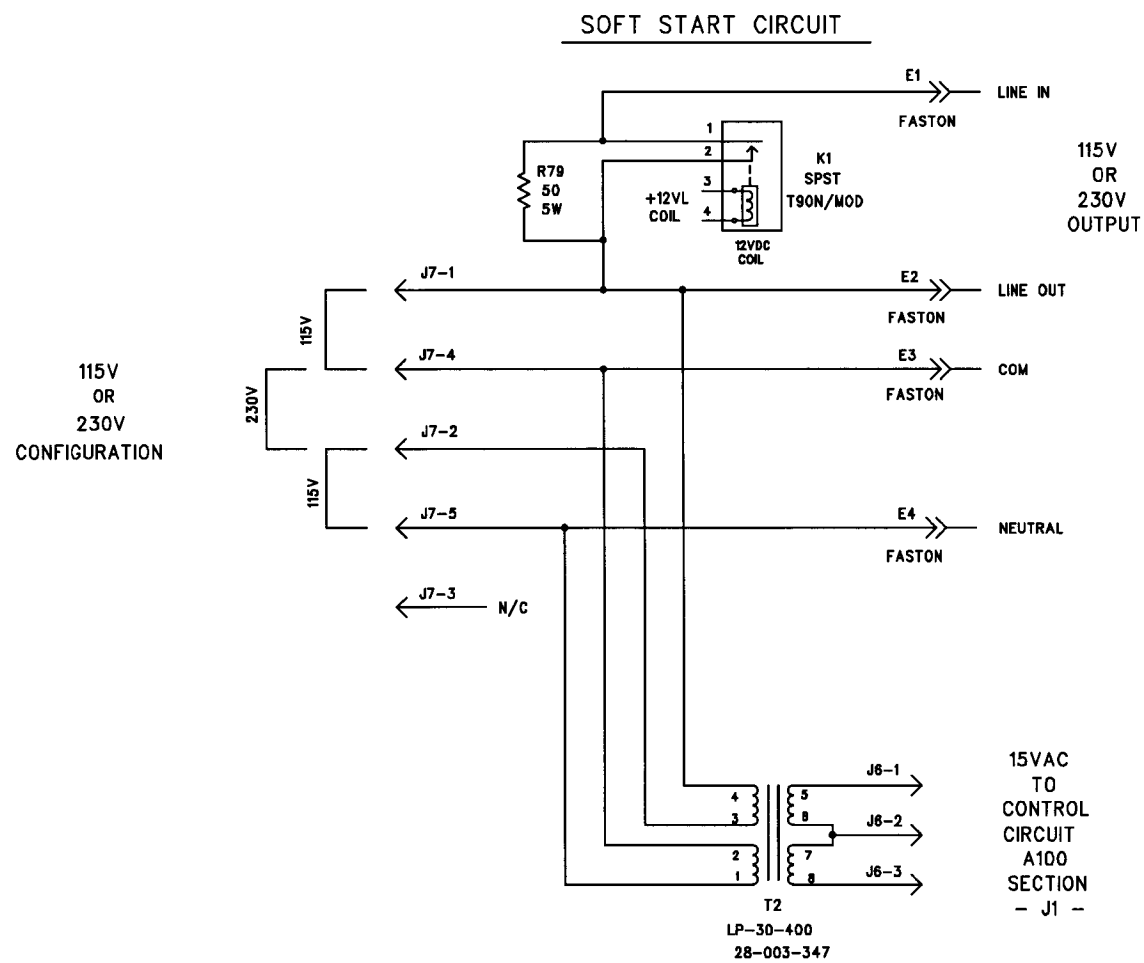 SOFT START CIRCUIT
E1
LINE IN
FASTON
1
2
3
4
K1
SPST
T90N/MOD
+12VL
COIL
12VDC
COIL
R79
50
5W
115V
OR
230V
OUTPUT
J7-1
E2
LINE OUT
FASTON
115V
J7-4
E3
COM
FASTON
115V
OR
230V
CONFIGURATION
230V
J7-2
115V
J7-5
E4
NEUTRAL
FASTON
J7-3
N/C
4
3
2
1
5
6
7
8
J6-1
J6-2
J6-3
15VAC
TO
CONTROL
CIRCUIT
A100
SECTION
- J1 -
T2
LP-30-400
28-003-347